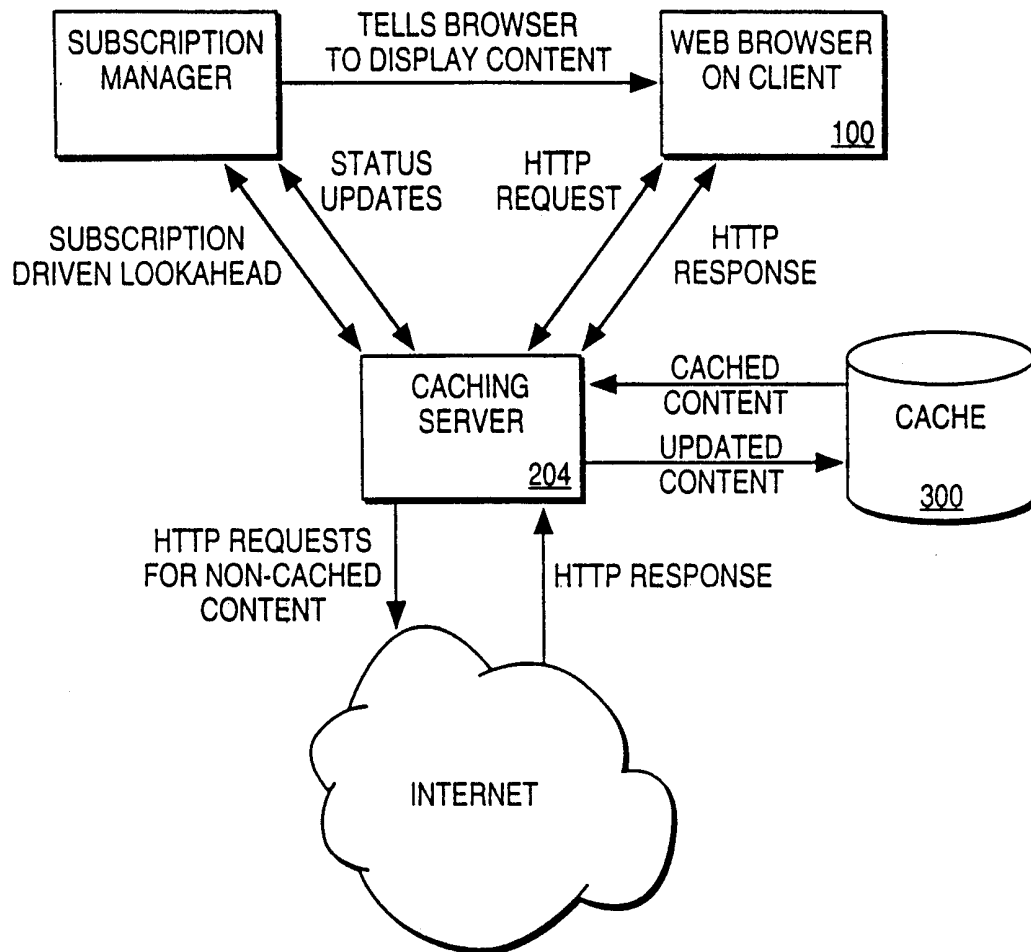 SUBSCRIPTION
MANAGER
TELLS BROWSER
TO DISPLAY CONTENT
WEB BROWSER
ON CLIENT
100
STATUS
UPDATES
HTTP
REQUEST
SUBSCRIPTION
DRIVEN LOOKAHEAD
HTTP
RESPONSE
CACHING
SERVER
204
CACHED
CONTENT
UPDATED
CONTENT
CACHE
300
HTTP REQUESTS
FOR NON-CACHED
CONTENT
HTTP RESPONSE
INTERNET